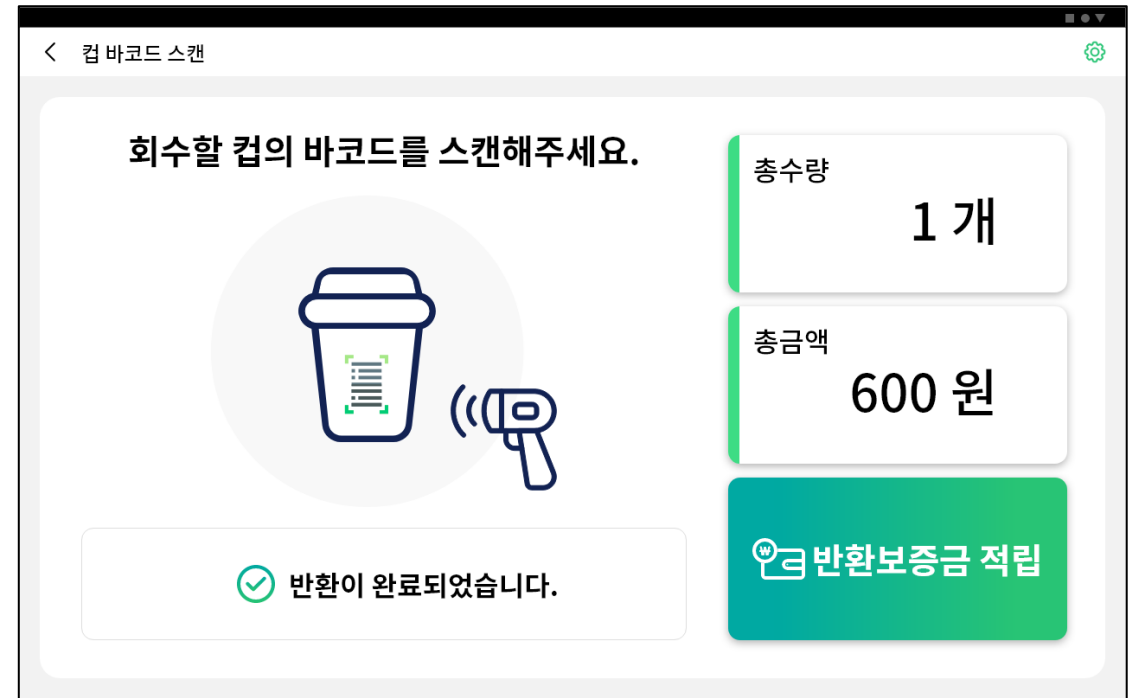 컵 바코드 스캔
회수할 컵의 바코드를 스캔해주세요.
총수량
1 개
총금액
600 원
₩ 반환보증금 적립
반환이 완료되었습니다.